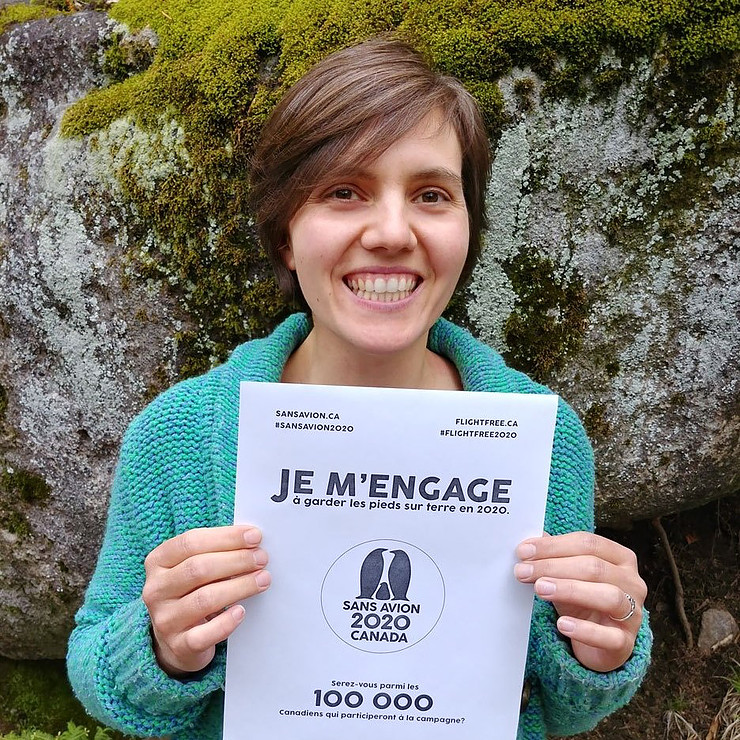 SANSAVION.CA
#SANSAVION2020
FLIGHTFREE.CA
#FLIGHTFREE2020
JE M'ENGAGE
à garder les pieds sur terre en 2020.
SANS AVION
2020
CANADA
Serez-vous parmi les
100 000
Canadiens qui participeront à la campagne?